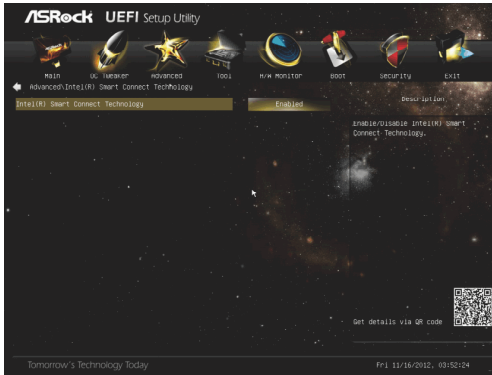 ASRock UEFI Setup Utility
Main OC Tweaker Advanced Tool H/W Monitor Boot Security Exit
Advanced\Intel(R) Smart Connect Technology
Description
Intel(R) Smart Connect Technology Enabled
Enable/Disable Intel(R) Smart
Connect Technology.
Get details via QR code
Tomorrow's Technology Today Fri 11/16/2012, 03:52:24